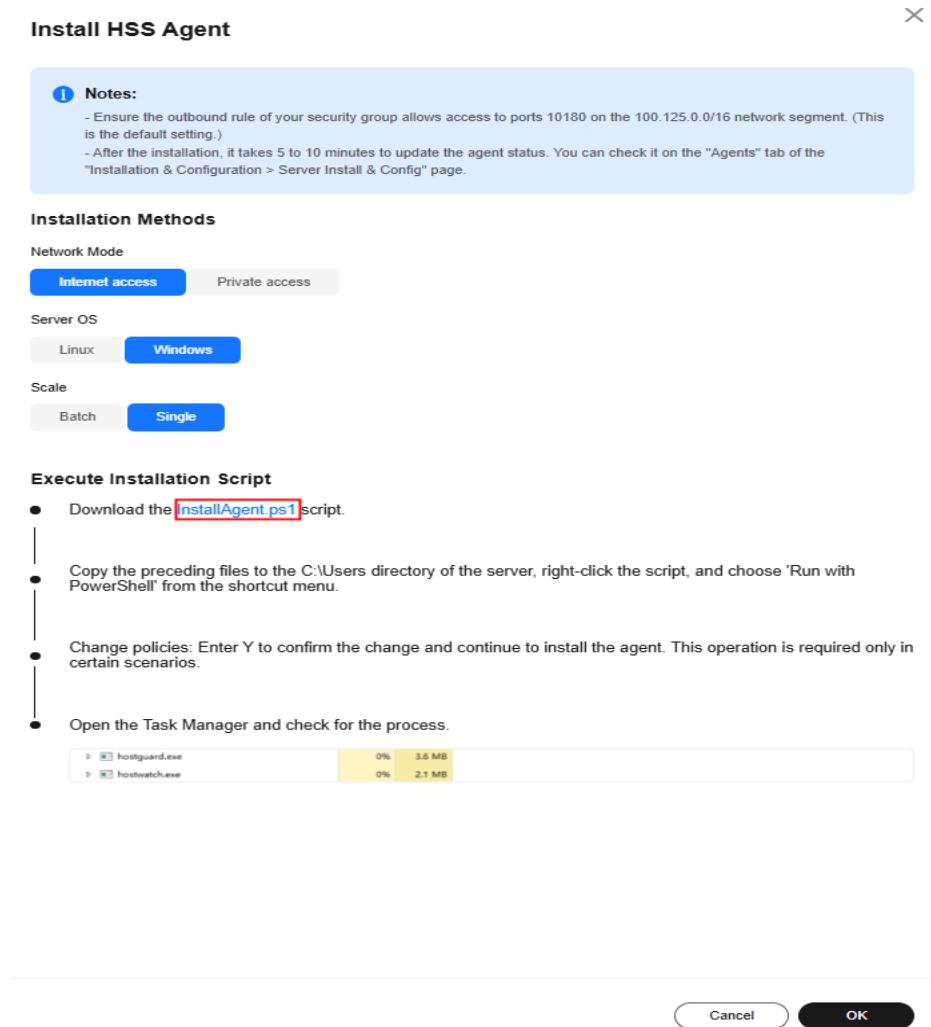 Install HSS Agent
Notes:
- Ensure the outbound rule of your security group allows access to ports 10180 on the 100.125.0.0/16 network segment. (This
is the default setting.)
- After the installation, it takes 5 to 10 minutes to update the agent status. You can check it on the "Agents" tab of the
"Installation & Configuration > Server Install & Config" page.
Installation Methods
Network Mode
Internet access Private access
Server OS
Linux Windows
Scale
Batch Single
Execute Installation Script
Download the InstallAgent.ps1 script.
Copy the preceding files to the C:\Users directory of the server, right-click the script, and choose 'Run with
PowerShell' from the shortcut menu.
Change policies: Enter Y to confirm the change and continue to install the agent. This operation is required only in
certain scenarios.
Open the Task Manager and check for the process.
hostguard.exe 0% 3.6 MB
hostwatch.exe 0% 2.1 MB
Cancel OK